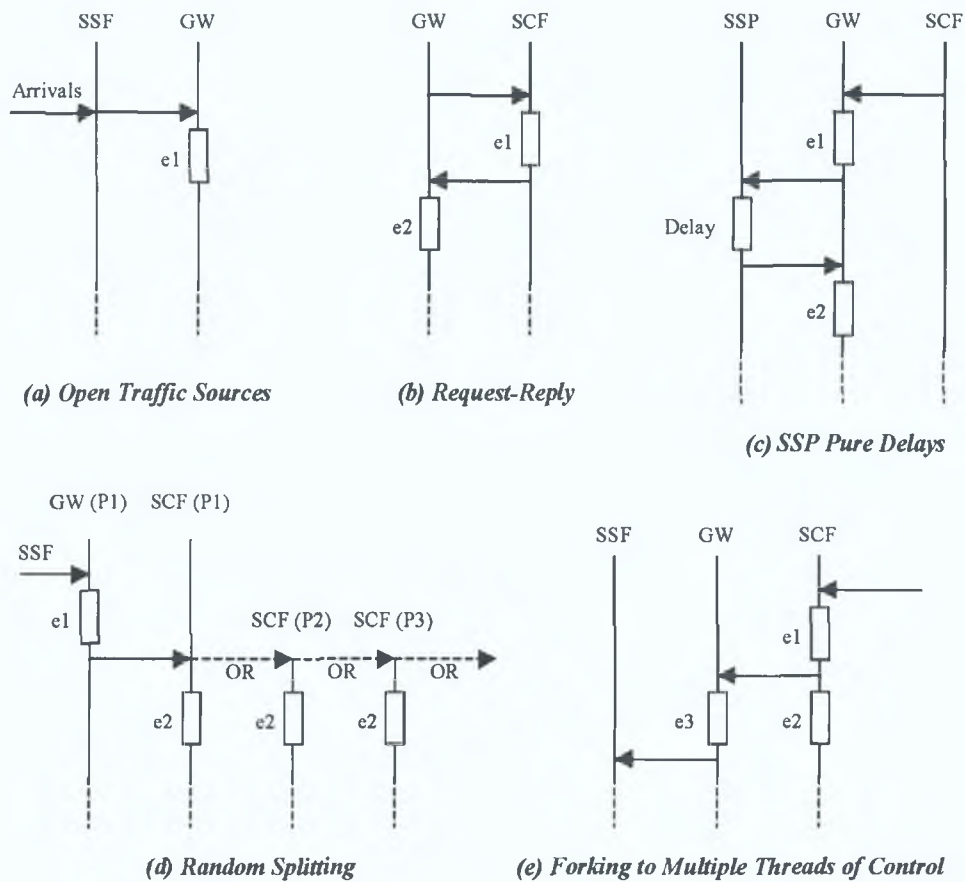 SSF GW
Arrivals
e1
(a) Open Traffic Sources
GW SCF
e1
e2
(b) Request-Reply
SSP GW SCF
e1
Delay
e2
(c) SSP Pure Delays
GW (P1) SCF (P1)
SSF
e1
SCF (P2) SCF (P3)
OR OR OR
e2 e2 e2
(d) Random Splitting
SSF GW SCF
e1
e3 e2
(e) Forking to Multiple Threads of Control